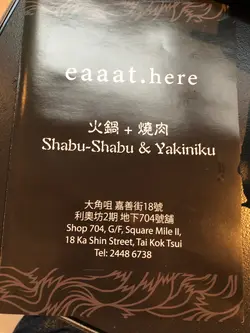 eaaat.here
火鍋 + 燒肉
Shabu-Shabu & Yakiniku
大角咀 嘉善街18號
利奧坊2期 地下704號舖
Shop 704, G/F, Square Mile II,
18 Ka Shin Street, Tai Kok Tsui
Tel: 2448 6738